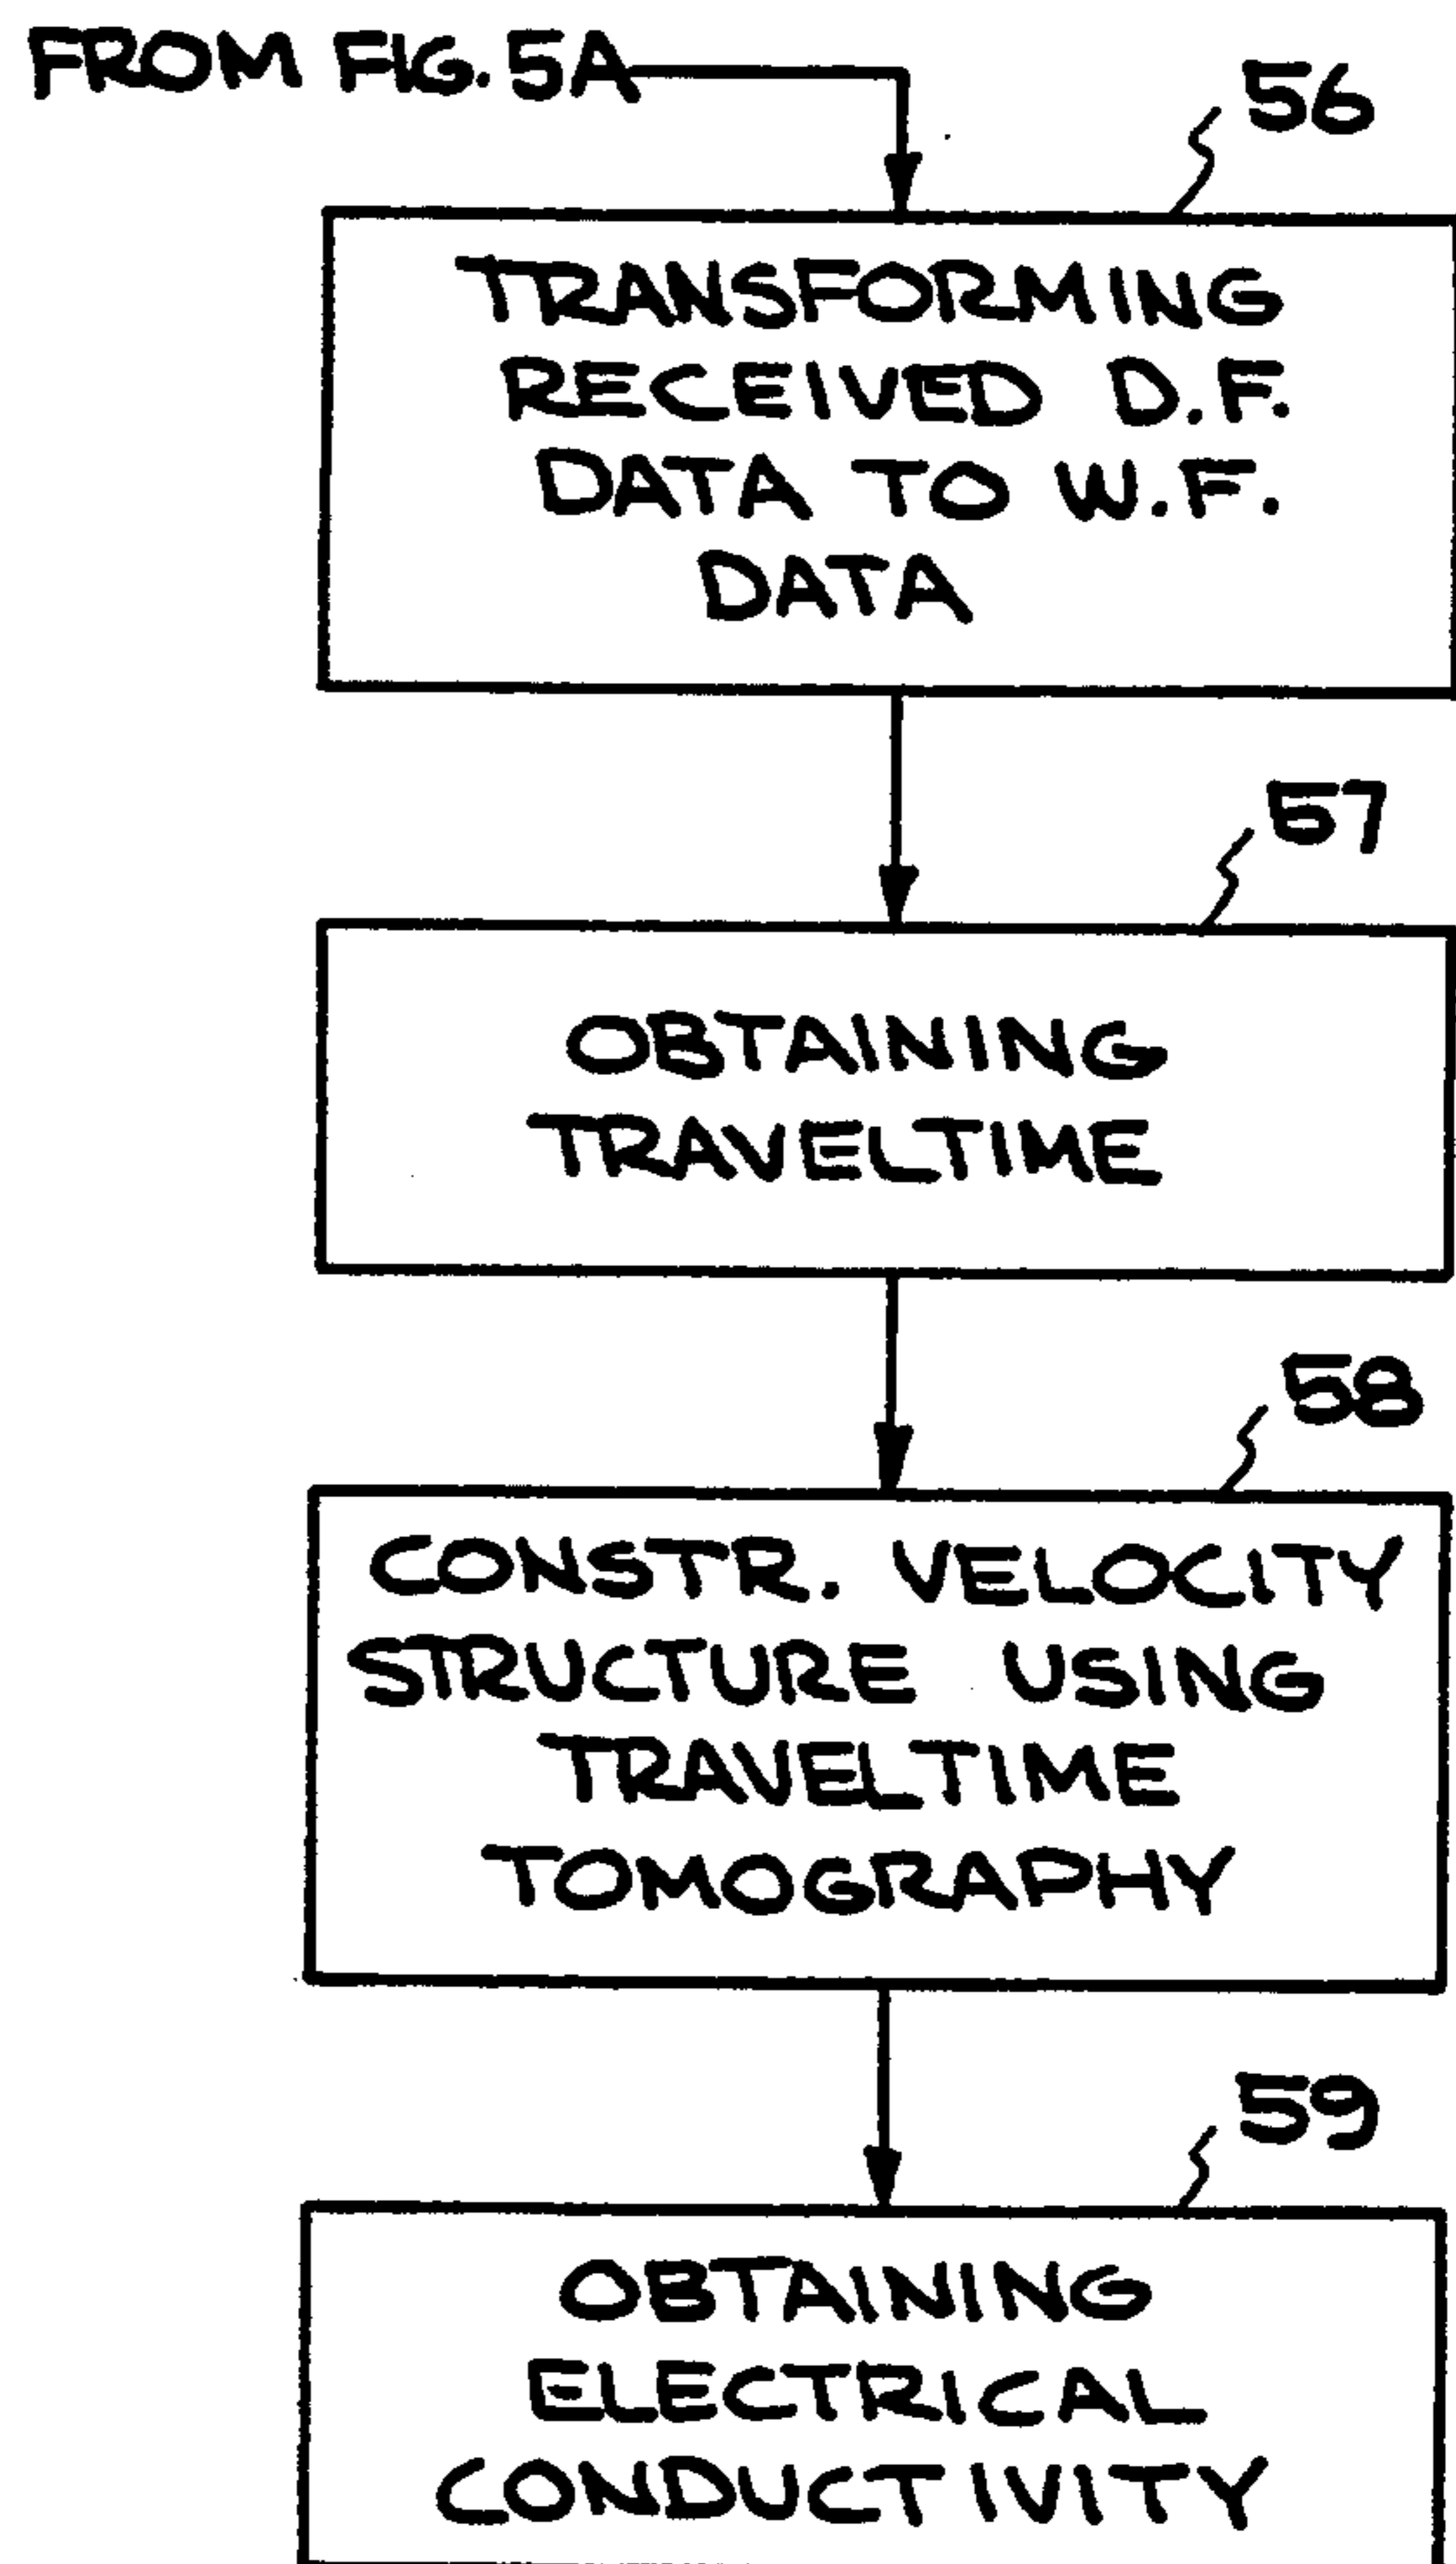 FROM FIG. 5A
56
TRANSFORMING
RECEIVED D.F.
DATA TO W.F.
DATA
57
OBTAINING
TRAVELTIME
58
CONSTR. VELOCITY
STRUCTURE USING
TRAVELTIME
TOMOGRAPHY
59
OBTAINING
ELECTRICAL
CONDUCTIVITY